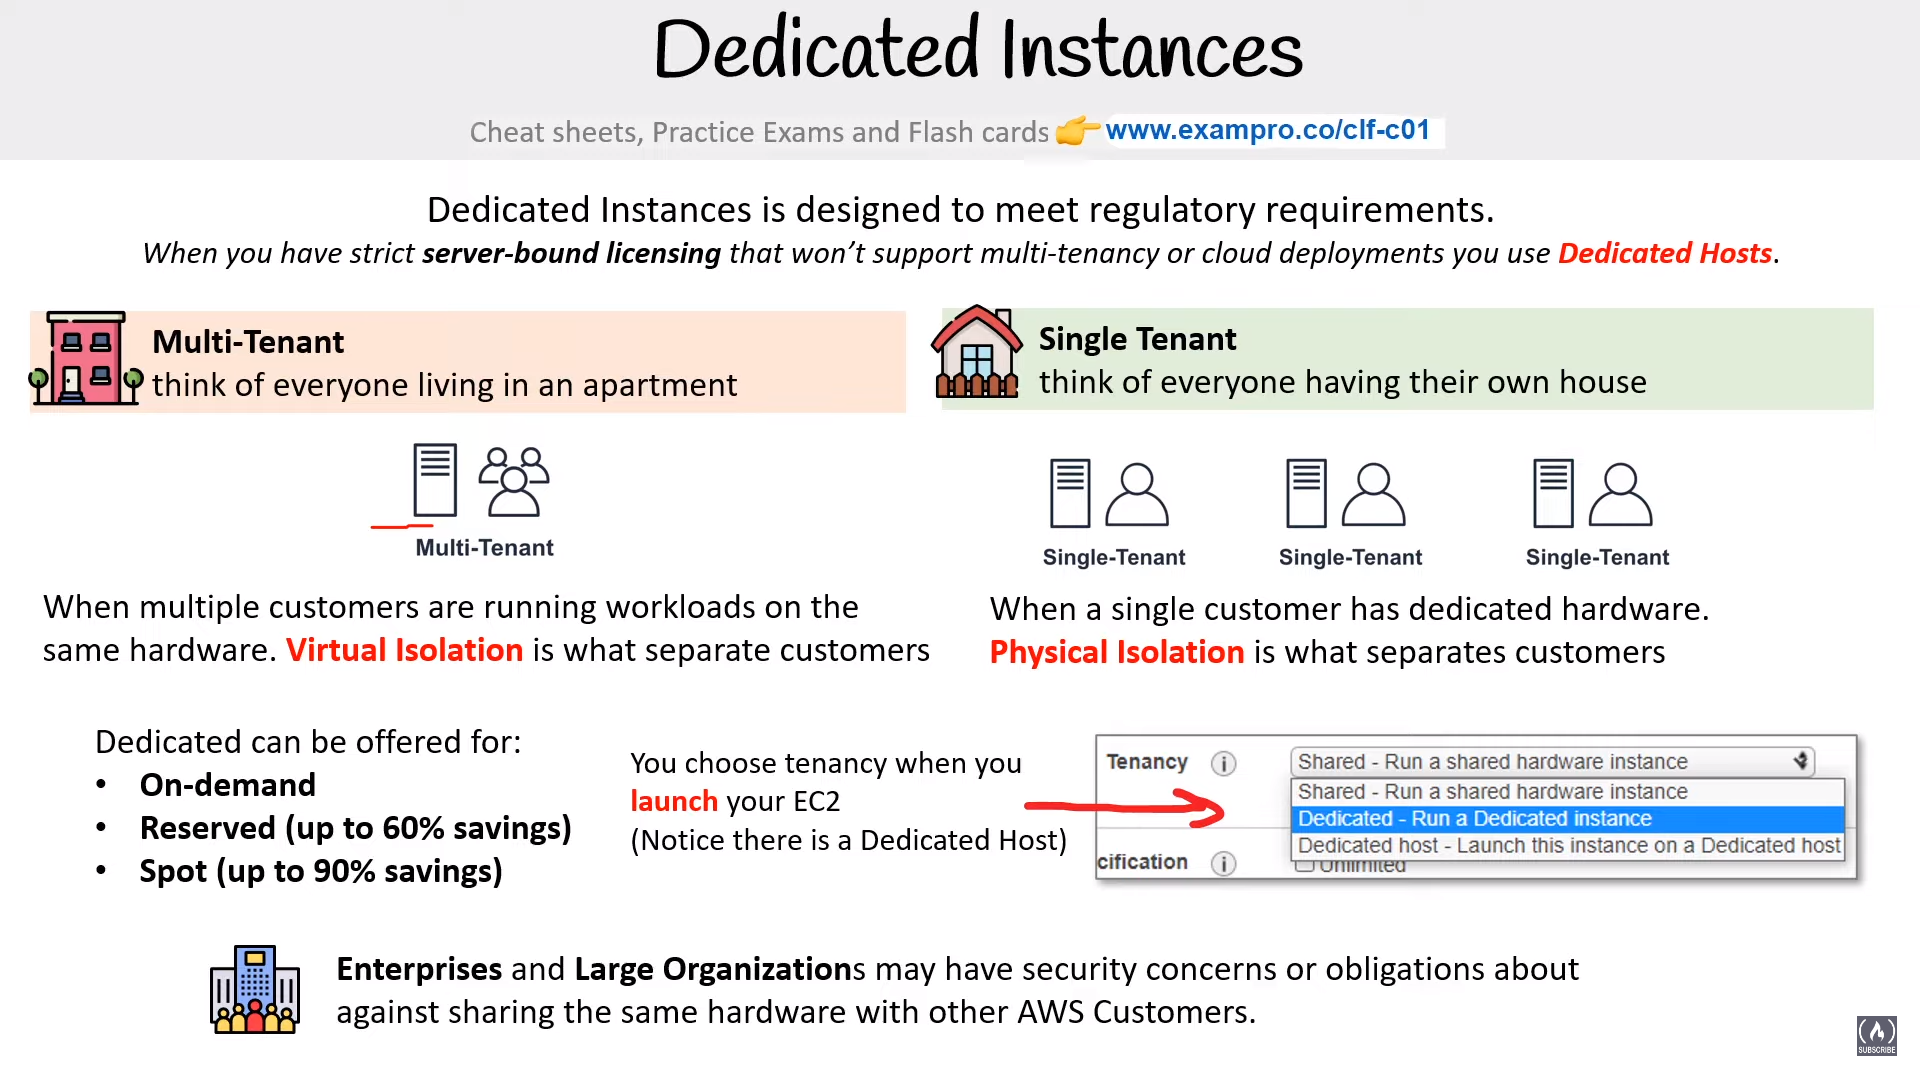 Dedicated Instances
Cheat sheets, Practice Exams and Flash cards 👉 www.exampro.co/clf-c01
Dedicated Instances is designed to meet regulatory requirements.
When you have strict server-bound licensing that won't support multi-tenancy or cloud deployments you use Dedicated Hosts.
Multi-Tenant
think of everyone living in an apartment
Single Tenant
think of everyone having their own house
Multi-Tenant
Single-Tenant
Single-Tenant
Single-Tenant
When multiple customers are running workloads on the
same hardware. Virtual Isolation is what separate customers
When a single customer has dedicated hardware.
Physical Isolation is what separates customers
Dedicated can be offered for:
• On-demand
• Reserved (up to 60% savings)
• Spot (up to 90% savings)
You choose tenancy when you
launch your EC2
(Notice there is a Dedicated Host)
Tenancy
Shared - Run a shared hardware instance
Shared - Run a shared hardware instance
Dedicated - Run a Dedicated instance
Dedicated host - Launch this instance on a Dedicated host
cification
Unlimited
Enterprises and Large Organizations may have security concerns or obligations about
against sharing the same hardware with other AWS Customers.
SUBSCRIBE